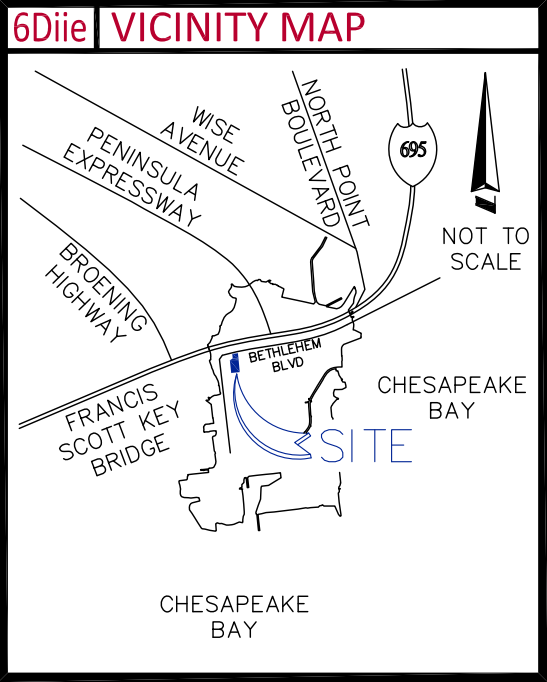 6Diie VICINITY MAP
WISE
AVENUE
NORTH POINT
BOULEVARD
695
PENINSULA
EXPRESSWAY
NOT TO
SCALE
BROENING
HIGHWAY
BETHLEHEM
BLVD
FRANCIS
SCOTT KEY
BRIDGE
CHESAPEAKE
BAY
SITE
CHESAPEAKE
BAY